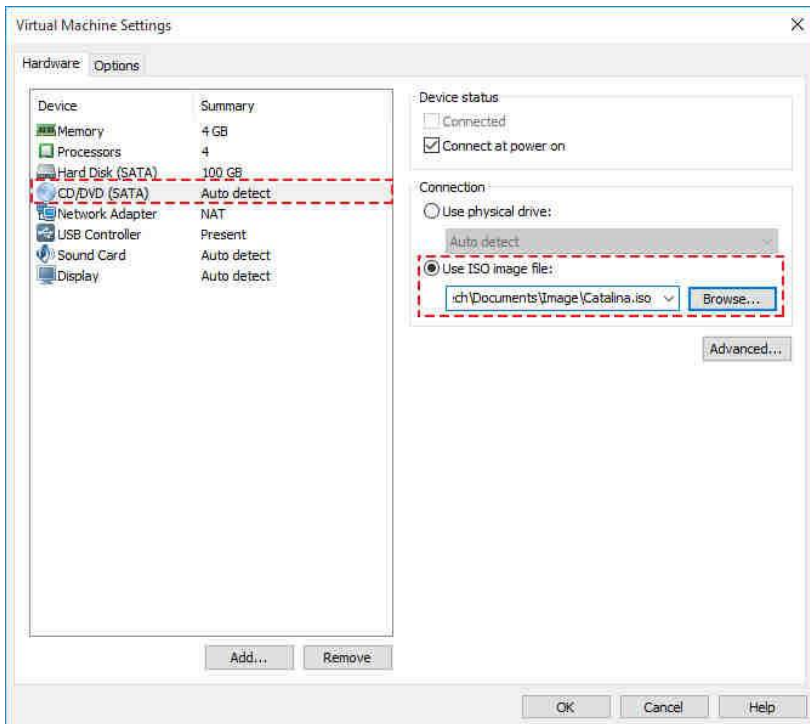 Virtual Machine Settings
Hardware Options
Device Summary
Memory 4 GB
Processors 4
Hard Disk (SATA) 100 GB
CD/DVD (SATA) Auto detect
Network Adapter NAT
USB Controller Present
Sound Card Auto detect
Display Auto detect
Add... Remove
Device status
Connected
Connect at power on
Connection
Use physical drive:
Auto detect
Use ISO image file:
ch\Documents\Image\Catalina.iso Browse...
Advanced...
OK Cancel Help